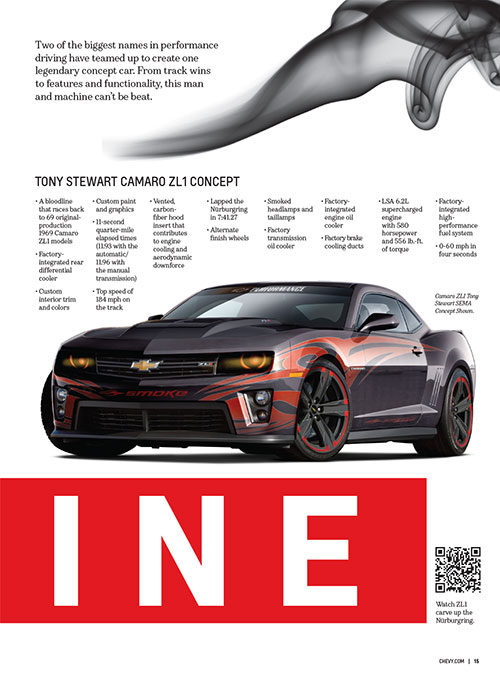 Two of the biggest names in performance
driving have teamed up to create one
legendary concept car. From track wins
to features and functionality, this man
and machine can't be beat.
TONY STEWART CAMARO ZL1 CONCEPT
• A bloodline
that races back
to 69 original-
production
1969 Camaro
ZL1 models
• Factory-
integrated rear
differential
cooler
• Custom
interior trim
and colors
• Custom paint
and graphics
• 11-second
quarter-mile
elapsed times
(11.93 with the
automatic/
11.96 with
the manual
transmission)
• Top speed of
184 mph on
the track
• Vented,
carbon-
fiber hood
insert that
contributes
to engine
cooling and
aerodynamic
downforce
• Lapped the
Nürburgring
in 7:41.27
• Alternate
finish wheels
• Smoked
headlamps and
taillamps
• Factory
transmission
oil cooler
• Factory-
integrated
engine oil
cooler
• Factory brake
cooling ducts
• LSA 6.2L
supercharged
engine
with 580
horsepower
and 556 lb.-ft.
of torque
• Factory-
integrated
high-
performance
fuel system
• 0-60 mph in
four seconds
Camaro ZL1 Tony
Stewart SEMA
Concept Shown.
PERFORMANCE
ZL1
smoke
INE
Watch ZL1
carve up the
Nürburgring.
CHEVY.COM | 15